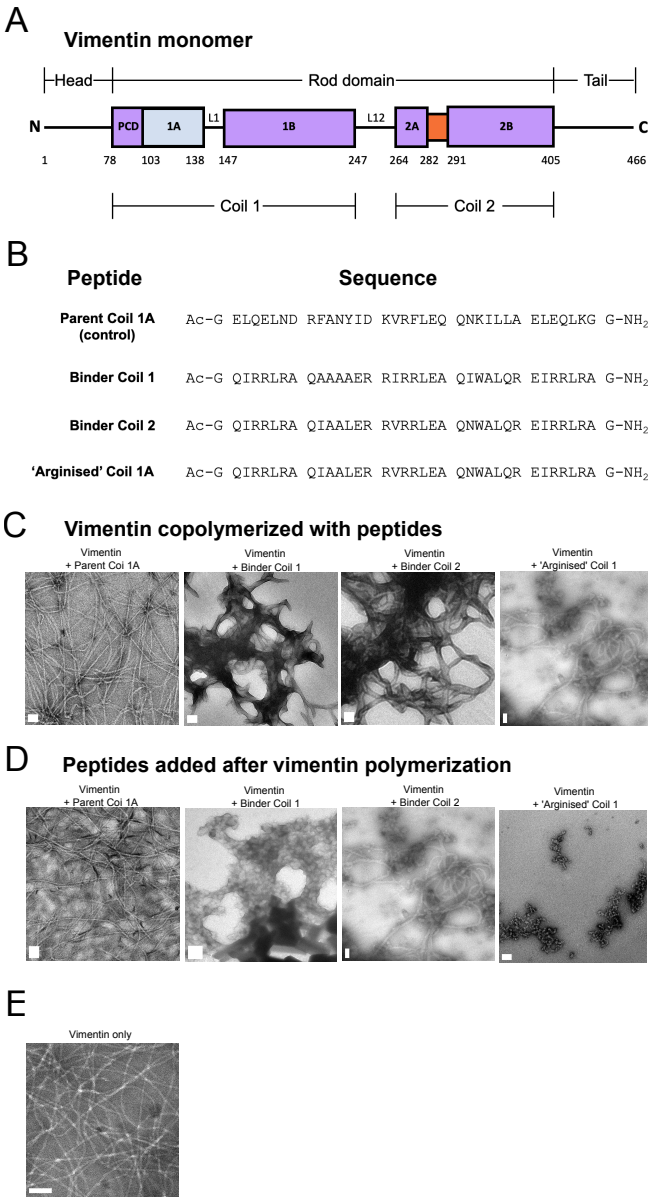 A
Vimentin monomer
Head Rod domain Tail
N PCD 1A L1 1B L12 2A 2B C
1 78 103 138 147 247 264 282 291 405 466
Coil 1 Coil 2
B
Peptide Sequence
Parent Coil 1A
(control)
Ac-G ELQELND RFANYID KVRFLEQ QNKILLA ELEQLKG G-NH2
Binder Coil 1 Ac-G QIRRLRA QAAAAER RIRRLEA QIWALQR EIRRLRA G-NH2
Binder Coil 2 Ac-G QIRRLRA QIAALER RVRRLEA QNWALQR EIRRLRA G-NH2
‘Arginised’ Coil 1A Ac-G QIRRLRA QIAALER RVRRLEA QNWALQR EIRRLRA G-NH2
C
Vimentin copolymerized with peptides
Vimentin
+ Parent Coi 1A
Vimentin
+ Binder Coil 1
Vimentin
+ Binder Coil 2
Vimentin
+ 'Arginised' Coil 1
D
Peptides added after vimentin polymerization
Vimentin
+ Parent Coi 1A
Vimentin
+ Binder Coil 1
Vimentin
+ Binder Coil 2
Vimentin
+ 'Arginised' Coil 1
E
Vimentin only